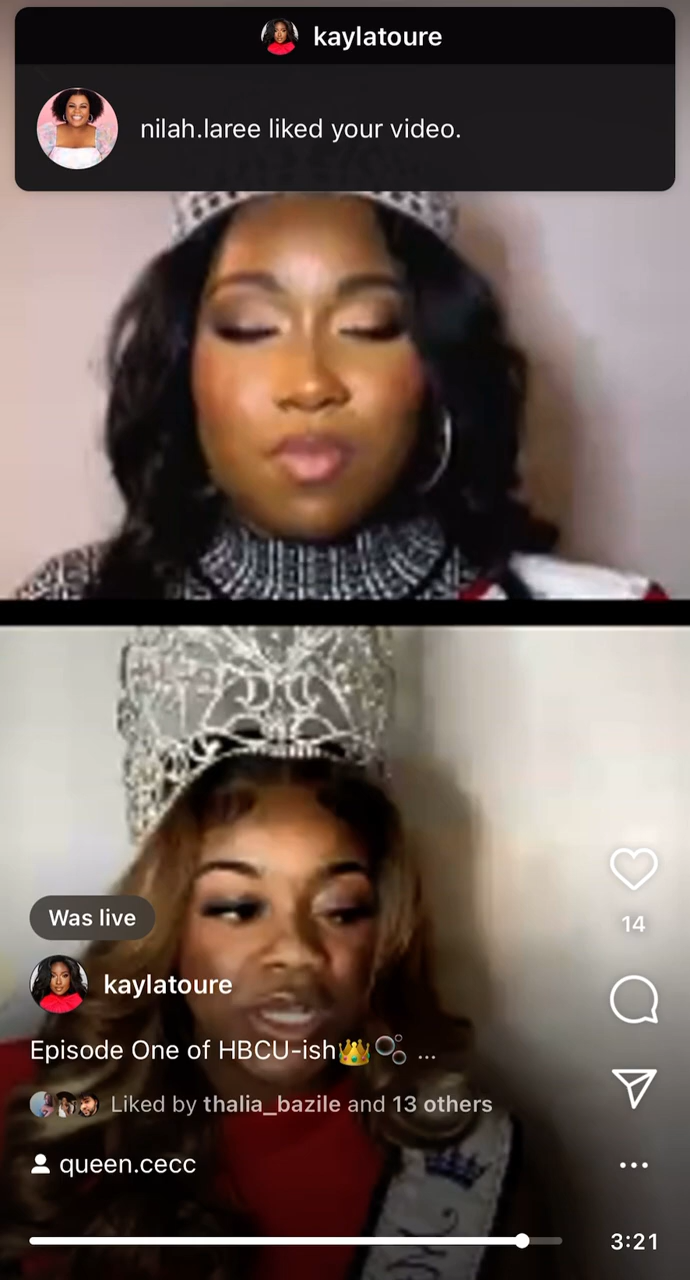 kaylatoure
nilah.laree liked your video.
Was live
kaylatoure
14
Episode One of HBCU-ish👑🫧 ...
Liked by thalia_bazile and 13 others
queen.cecc
3:21